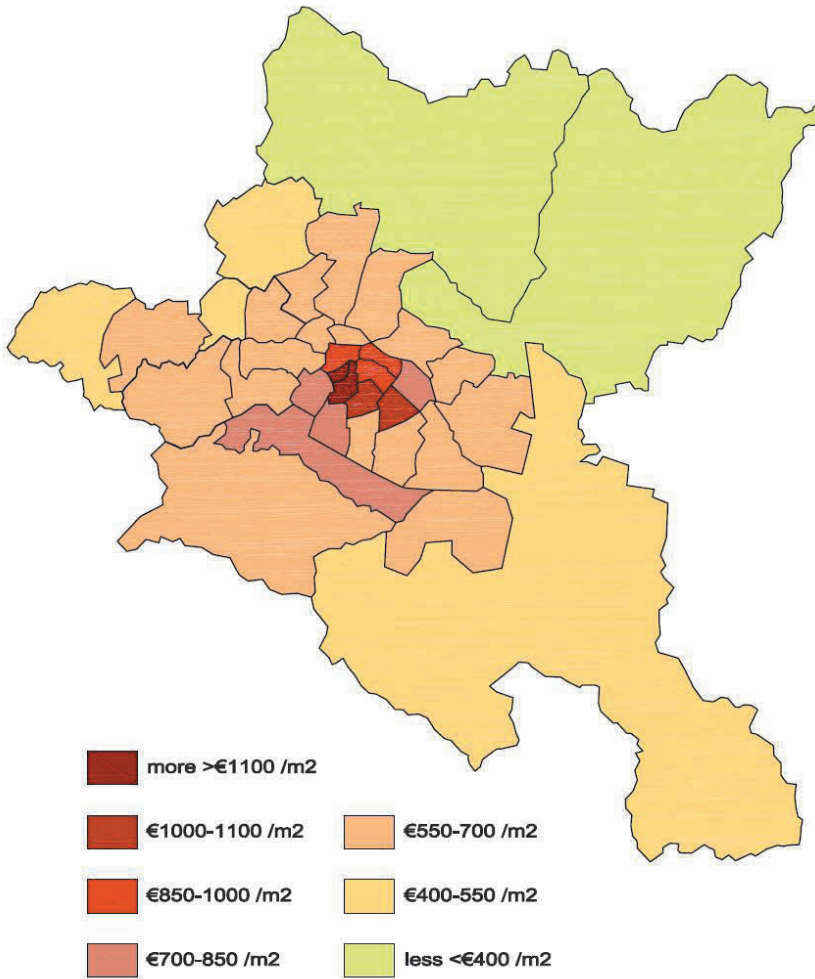 more >€1100 /m2
€1000-1100 /m2
€850-1000 /m2
€700-850 /m2
€550-700 /m2
€400-550 /m2
less <€400 /m2